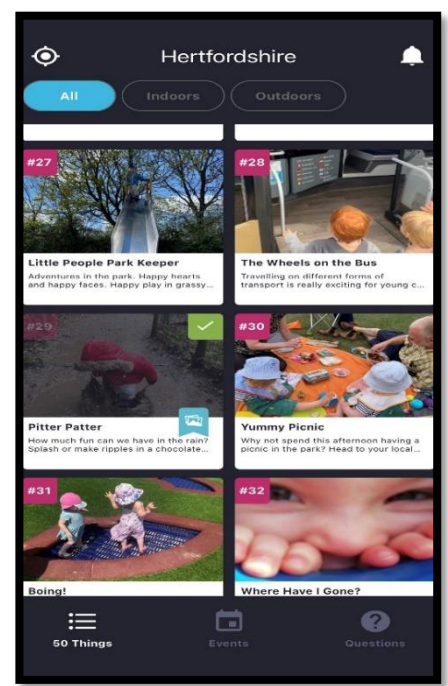 Hertfordshire
All Indoors Outdoors
#27
Little People Park Keeper
Adventures in the park. Happy hearts
and happy faces. Happy play in grassy...
#28
The Wheels on the Bus
Travelling on different forms of
transport is really exciting for young c...
#29
Pitter Patter
How much fun can we have in the rain?
Splash or make ripples in a chocolate...
#30
Yummy Picnic
Why not spend this afternoon having a
picnic in the park? Head to your local...
#31
Boing!
#32
Where Have I Gone?
50 Things Events Questions